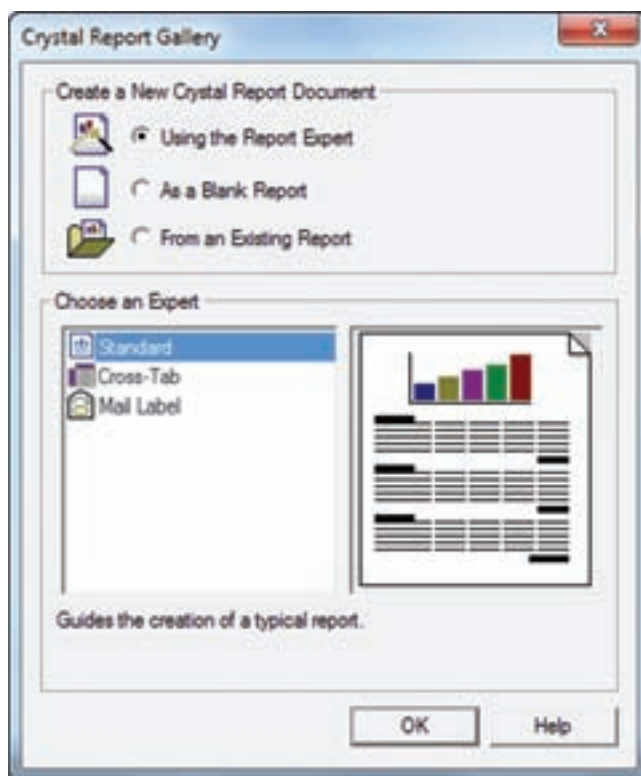 Crystal Report Gallery
Create a New Crystal Report Document
Using the Report Expert
As a Blank Report
From an Existing Report
Choose an Expert
Standard
Cross-Tab
Mail Label
Guides the creation of a typical report.
OK
Help